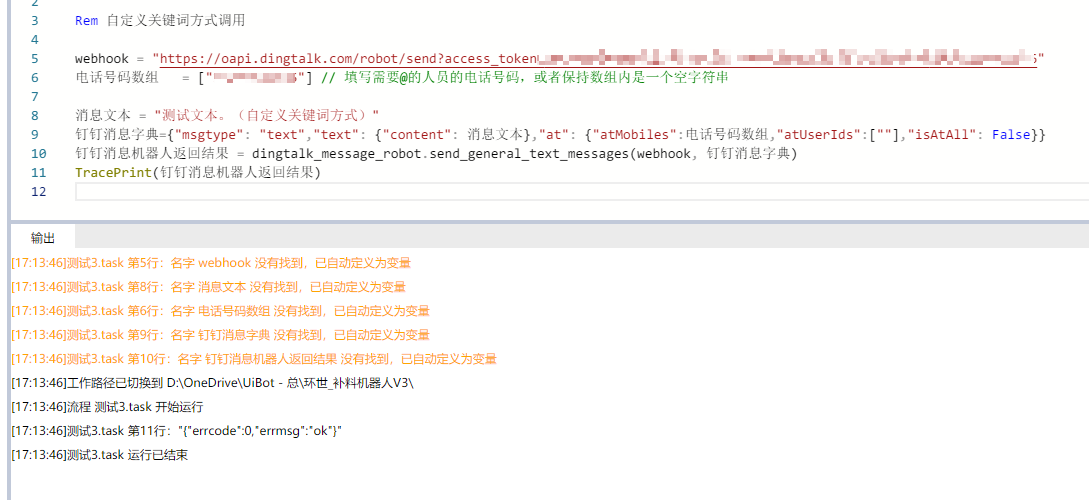 2
3 Rem 自定义关键词方式调用
4
5 webhook = "https://oapi.dingtalk.com/robot/send?access_token
6 电话号码数组 = [" "] // 填写需要@的人员的电话号码，或者保持数组内是一个空字符串
7
8 消息文本 = "测试文本。（自定义关键词方式）"
9 钉钉消息字典={"msgtype": "text","text": {"content": 消息文本},"at": {"atMobiles":电话号码数组,"atUserIds":[""],"isAtAll": False}}
10 钉钉消息机器人返回结果 = dingtalk_message_robot.send_general_text_messages(webhook, 钉钉消息字典)
11 TracePrint(钉钉消息机器人返回结果)
12
输出
[17:13:46]测试3.task 第5行：名字 webhook 没有找到，已自动定义为变量
[17:13:46]测试3.task 第8行：名字 消息文本 没有找到，已自动定义为变量
[17:13:46]测试3.task 第6行：名字 电话号码数组 没有找到，已自动定义为变量
[17:13:46]测试3.task 第9行：名字 钉钉消息字典 没有找到，已自动定义为变量
[17:13:46]测试3.task 第10行：名字 钉钉消息机器人返回结果 没有找到，已自动定义为变量
[17:13:46]工作路径已切换到 D:\OneDrive\UiBot - 总\环世_补料机器人V3\
[17:13:46]流程 测试3.task 开始运行
[17:13:46]测试3.task 第11行："{"errcode":0,"errmsg":"ok"}"
[17:13:46]测试3.task 运行已结束